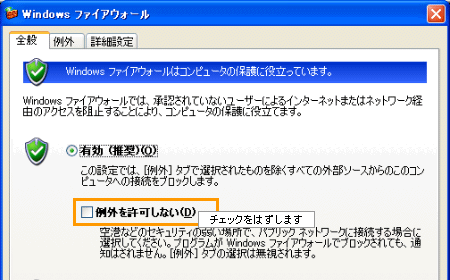 Windows ファイアウォール
全般 例外 詳細設定
Windows ファイアウォールはコンピュータの保護に役立っています。
Windows ファイアウォールでは、承認されていないユーザーによるインターネットまたはネットワーク経
由のアクセスを阻止することにより、コンピュータの保護に役立てます。
有効 (推奨)(O)
この設定では、[例外] タブで選択されたものを除くすべての外部ソースからのこのコン
ピュータへの接続をブロックします。
例外を許可しない(D)
チェックをはずします
空港などのセキュリティの弱い場所で、パブリック ネットワークに接続する場合に
選択してください。プログラムが Windows ファイアウォールでブロックされても、通
知はされません。[例外] タブの選択は無視されます。